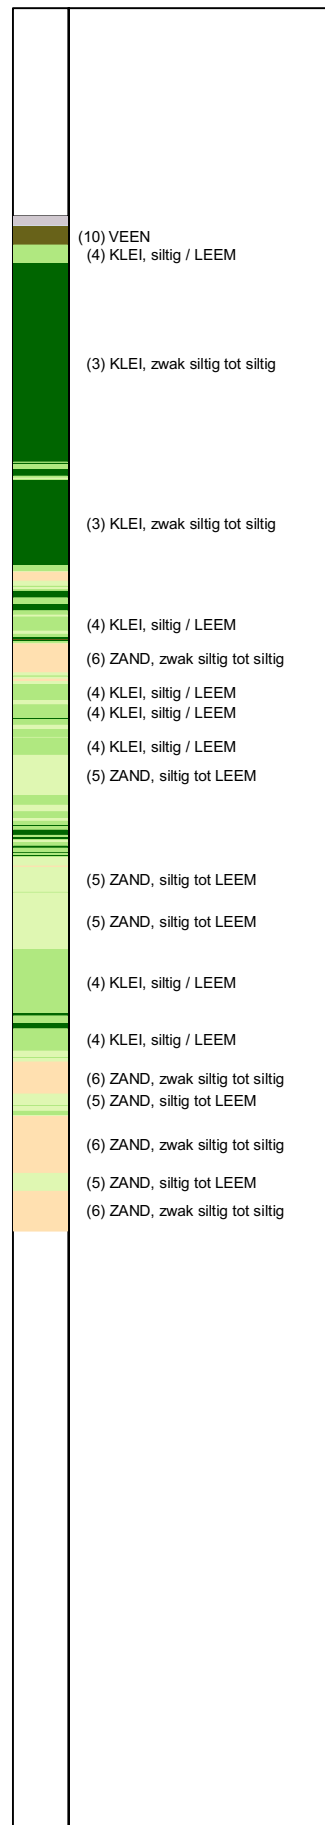 (10) VEEN
(4) KLEI, siltig / LEEM
(3) KLEI, zwak siltig tot siltig
(3) KLEI, zwak siltig tot siltig
(4) KLEI, siltig / LEEM
(6) ZAND, zwak siltig tot siltig
(4) KLEI, siltig / LEEM
(4) KLEI, siltig / LEEM
(4) KLEI, siltig / LEEM
(5) ZAND, siltig tot LEEM
(5) ZAND, siltig tot LEEM
(5) ZAND, siltig tot LEEM
(4) KLEI, siltig / LEEM
(4) KLEI, siltig / LEEM
(6) ZAND, zwak siltig tot siltig
(5) ZAND, siltig tot LEEM
(6) ZAND, zwak siltig tot siltig
(5) ZAND, siltig tot LEEM
(6) ZAND, zwak siltig tot siltig